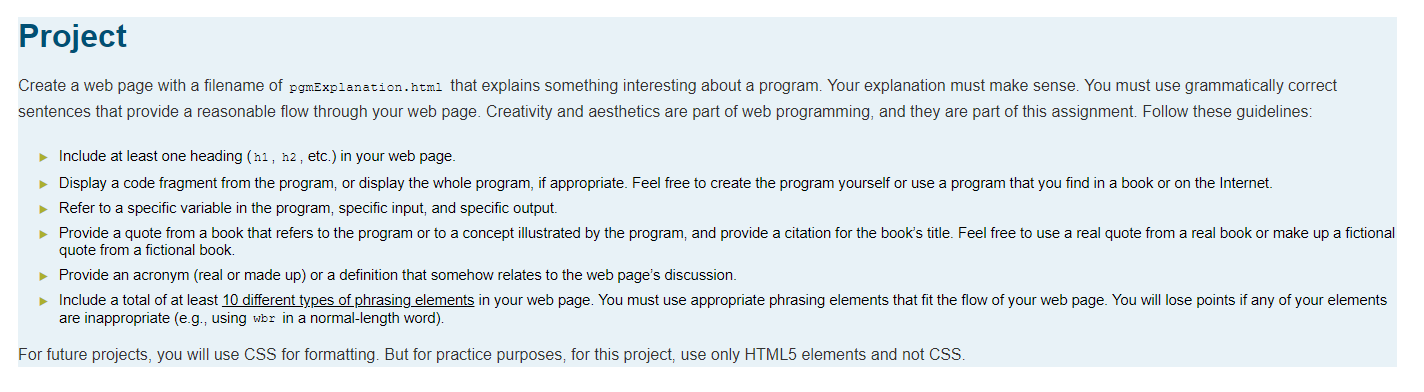 Project
Create a web page with a filename of pgmExplanation.html that explains something interesting about a program. Your explanation must make sense. You must use grammatically correct
sentences that provide a reasonable flow through your web page. Creativity and aesthetics are part of web programming, and they are part of this assignment. Follow these guidelines:
Include at least one heading (h1, h2, etc.) in your web page.
Display a code fragment from the program, or display the whole program, if appropriate. Feel free to create the program yourself or use a program that you find in a book or on the Internet.
Refer to a specific variable in the program, specific input, and specific output.
Provide a quote from a book that refers to the program or to a concept illustrated by the program, and provide a citation for the book's title. Feel free to use a real quote from a real book or make up a fictional
quote from a fictional book.
Provide an acronym (real or made up) or a definition that somehow relates to the web page's discussion.
Include a total of at least 10 different types of phrasing elements in your web page. You must use appropriate phrasing elements that fit the flow of your web page. You will lose points if any of your elements
are inappropriate (e.g., using wbr in a normal-length word).
For future projects, you will use CSS for formatting. But for practice purposes, for this project, use only HTML5 elements and not CSS.